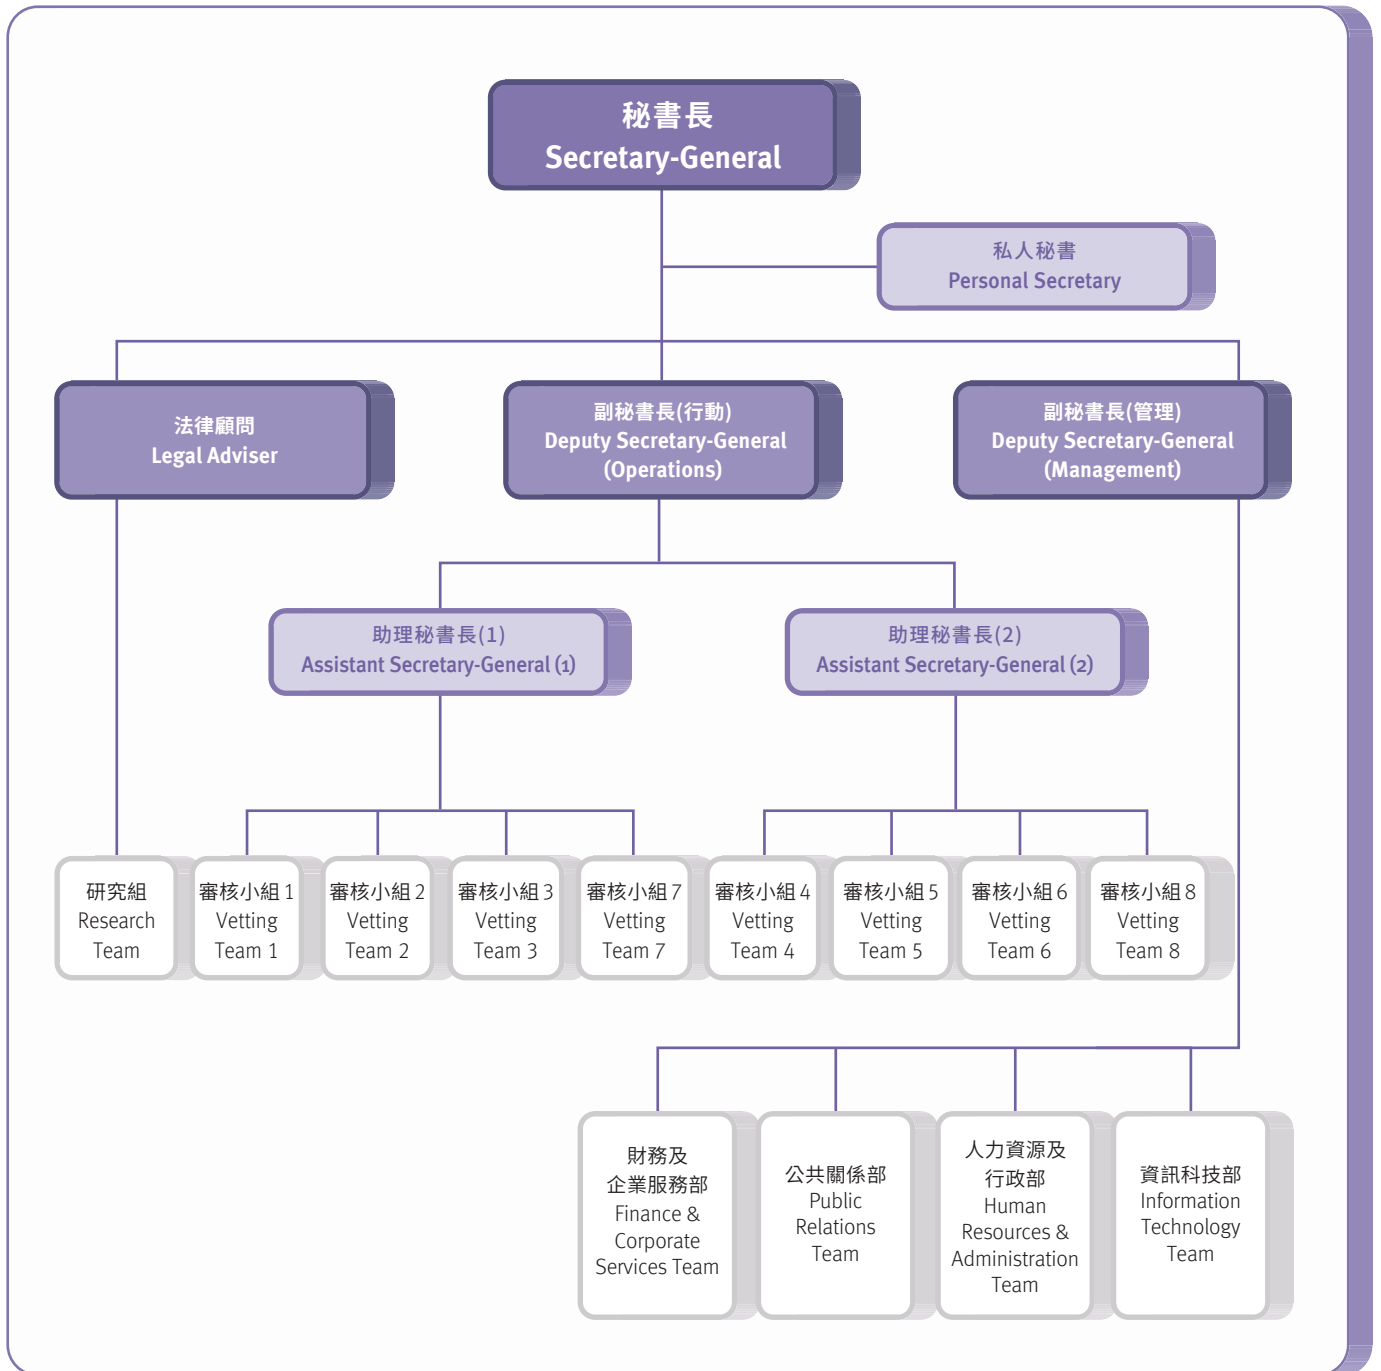 秘書長
Secretary-General
私人秘書
Personal Secretary
法律顧問
Legal Adviser
副秘書長(行動)
Deputy Secretary-General
(Operations)
副秘書長(管理)
Deputy Secretary-General
(Management)
助理秘書長(1)
Assistant Secretary-General (1)
助理秘書長(2)
Assistant Secretary-General (2)
研究組
Research
Team
審核小組 1
Vetting
Team 1
審核小組 2
Vetting
Team 2
審核小組 3
Vetting
Team 3
審核小組 7
Vetting
Team 7
審核小組 4
Vetting
Team 4
審核小組 5
Vetting
Team 5
審核小組 6
Vetting
Team 6
審核小組 8
Vetting
Team 8
財務及
企業服務部
Finance &
Corporate
Services Team
公共關係部
Public
Relations
Team
人力資源及
行政部
Human
Resources &
Administration
Team
資訊科技部
Information
Technology
Team